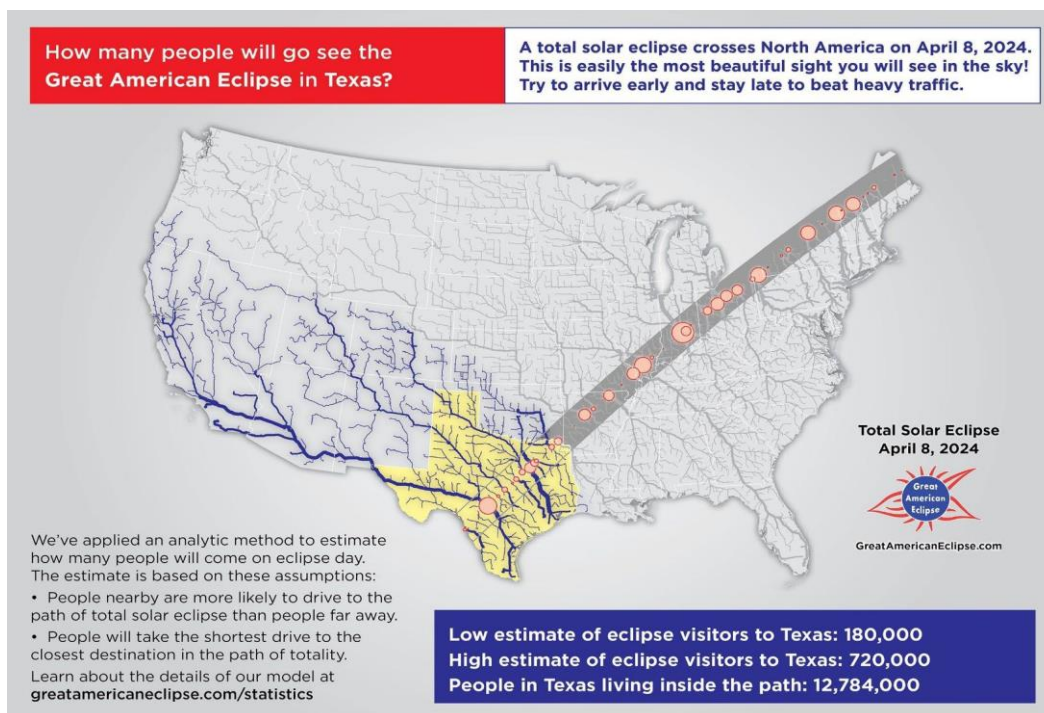 How many people will go see the
Great American Eclipse in Texas?
A total solar eclipse crosses North America on April 8, 2024.
This is easily the most beautiful sight you will see in the sky!
Try to arrive early and stay late to beat heavy traffic.
Total Solar Eclipse
April 8, 2024
Great
American
Eclipse
GreatAmericanEclipse.com
We've applied an analytic method to estimate
how many people will come on eclipse day.
The estimate is based on these assumptions:
• People nearby are more likely to drive to the
path of total solar eclipse than people far away.
• People will take the shortest drive to the
closest destination in the path of totality.
Learn about the details of our model at
greatamericaneclipse.com/statistics
Low estimate of eclipse visitors to Texas: 180,000
High estimate of eclipse visitors to Texas: 720,000
People in Texas living inside the path: 12,784,000